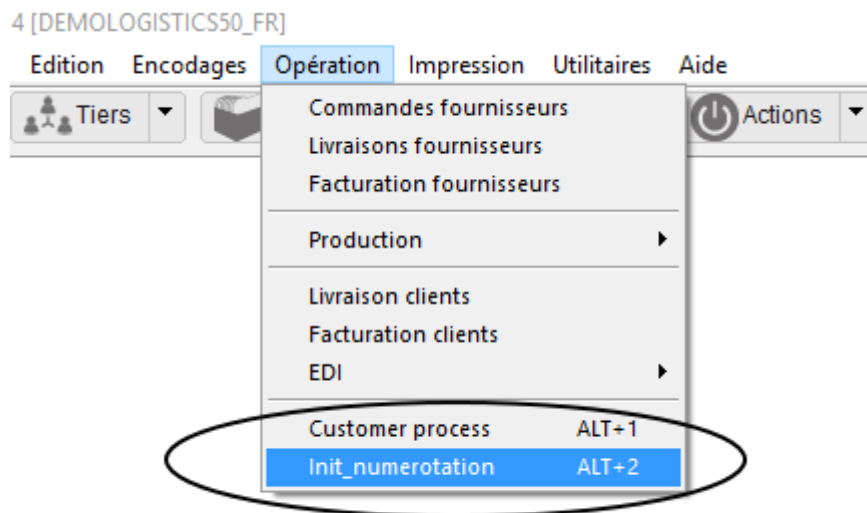 4 [DEMOLOGISTICS50_FR]
Edition Encodages Opération Impression Utilitaires Aide
Tiers Actions
Commandes fournisseurs
Livraisons fournisseurs
Facturation fournisseurs
Production
Livraison clients
Facturation clients
EDI
Customer process ALT+1
Init_numerotation ALT+2